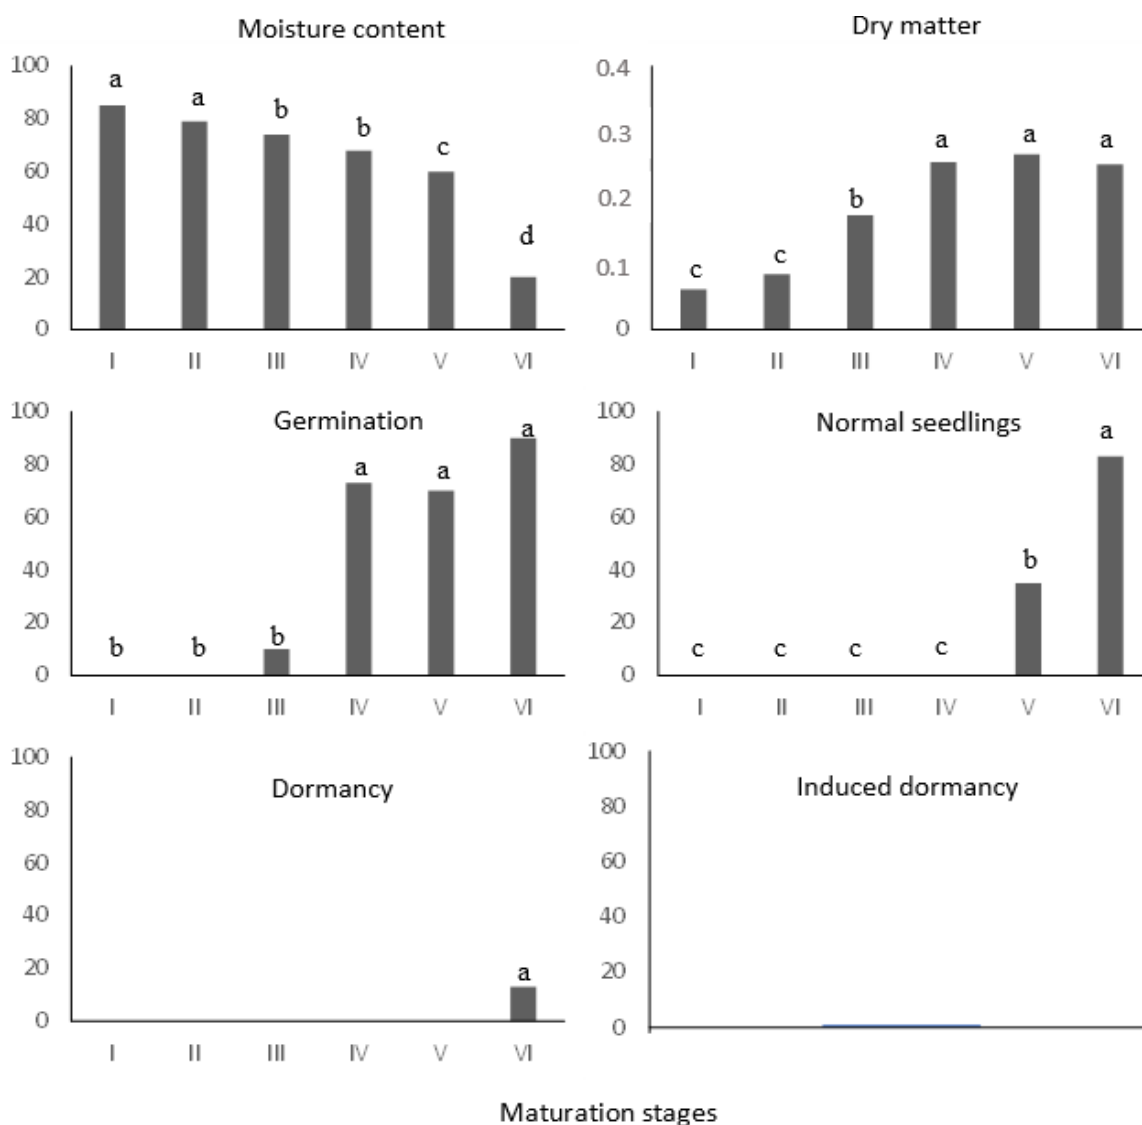 Moisture content
100
80
60
40
20
0
a
a
b
b
c
d
I II III IV V VI
Dry matter
0.4
0.3
0.2
0.1
0
c
c
b
a
a
a
I II III IV V VI
Germination
100
80
60
40
20
0
b
b
b
a
a
a
I II III IV V VI
Normal seedlings
100
80
60
40
20
0
c
c
c
c
b
a
I II III IV V VI
Dormancy
100
80
60
40
20
0
a
I II III IV V VI
Induced dormancy
100
80
60
40
20
0
Maturation stages